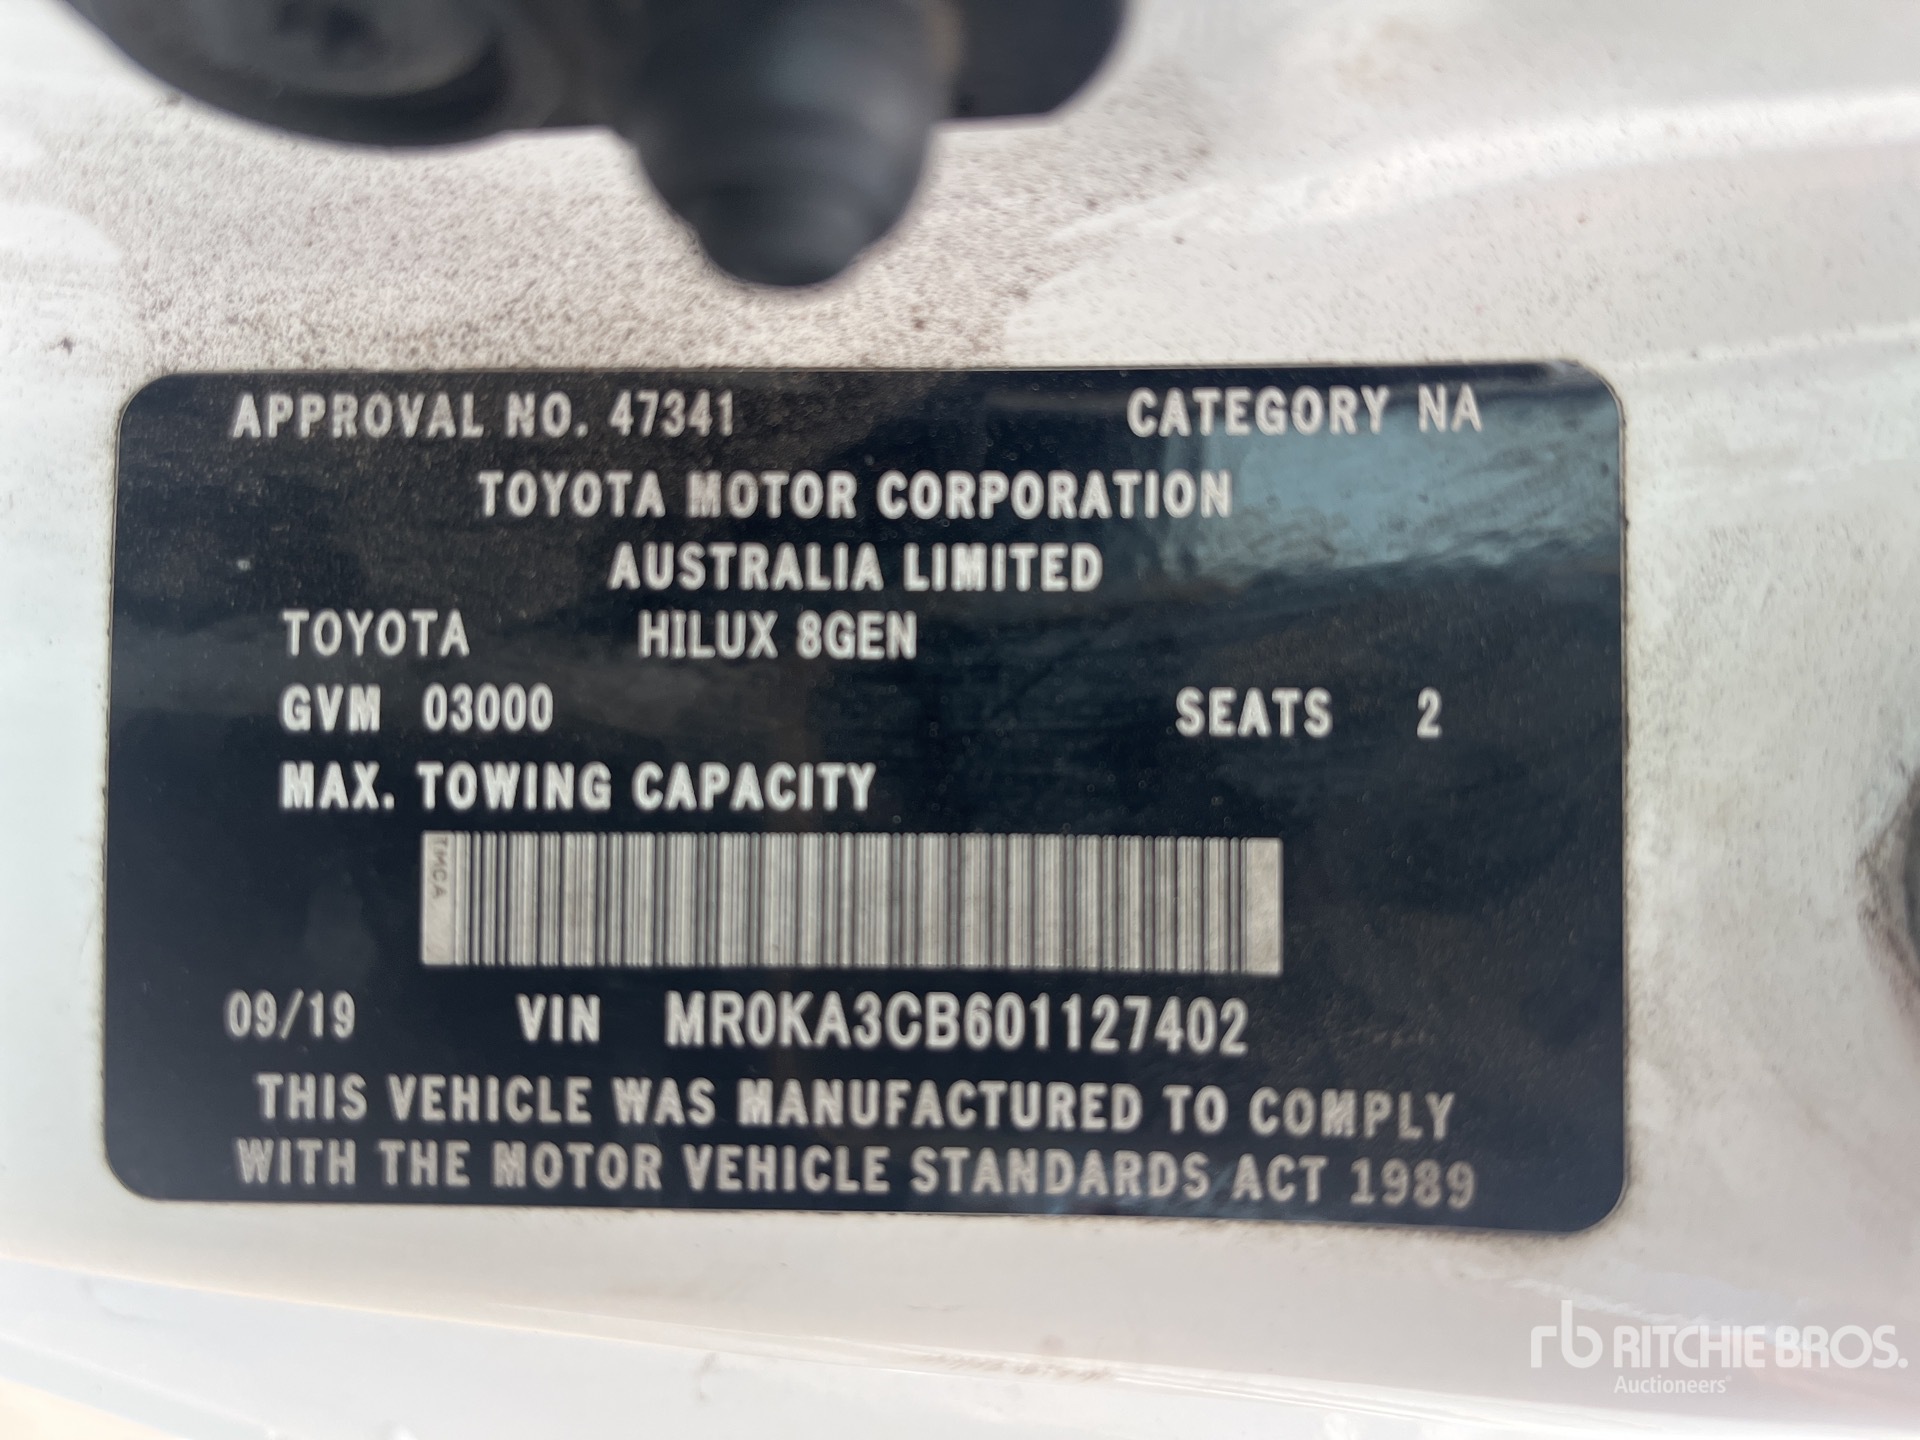 APPROVAL NO. 47341 CATEGORY NA
TOYOTA MOTOR CORPORATION
AUSTRALIA LIMITED
TOYOTA HILUX 8GEN
GVM 03000 SEATS 2
MAX. TOWING CAPACITY
TMCA
09/19 VIN MR0KA3CB601127402
THIS VEHICLE WAS MANUFACTURED TO COMPLY
WITH THE MOTOR VEHICLE STANDARDS ACT 1989
rb RITCHIE BROS.
Auctioneers